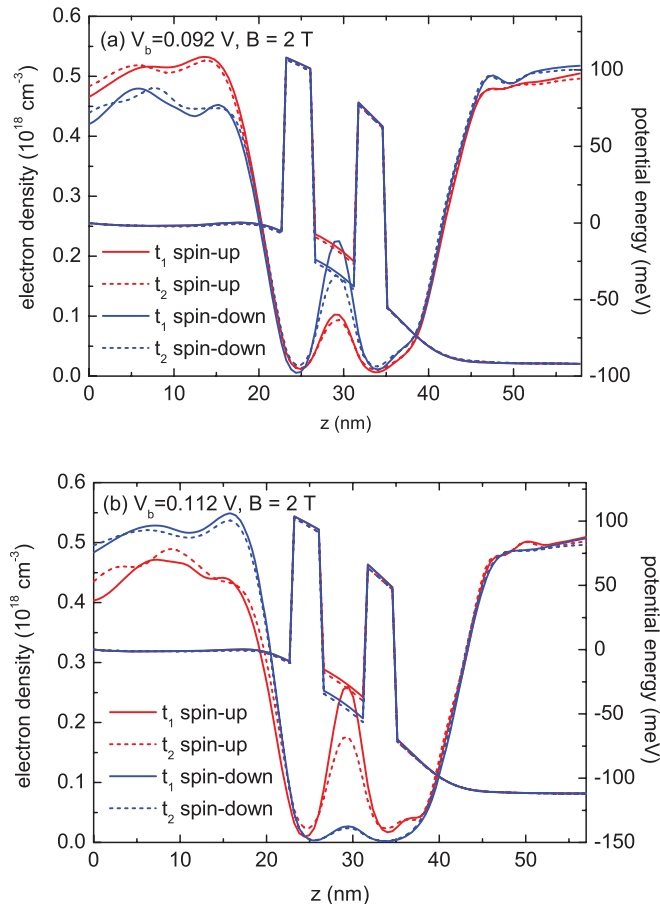 (a) V_b=0.092 V, B = 2 T
electron density (10^18 cm^-3)
0.6
0.5
0.4
0.3
0.2
0.1
0.0
t_1 spin-up
t_2 spin-up
t_1 spin-down
t_2 spin-down
100
50
0
-50
-100
potential energy (meV)
0 10 20 30 40 50
z (nm)
(b) V_b=0.112 V, B = 2 T
electron density (10^18 cm^-3)
0.6
0.5
0.4
0.3
0.2
0.1
0.0
t_1 spin-up
t_2 spin-up
t_1 spin-down
t_2 spin-down
100
50
0
-50
-100
-150
potential energy (meV)
0 10 20 30 40 50
z (nm)